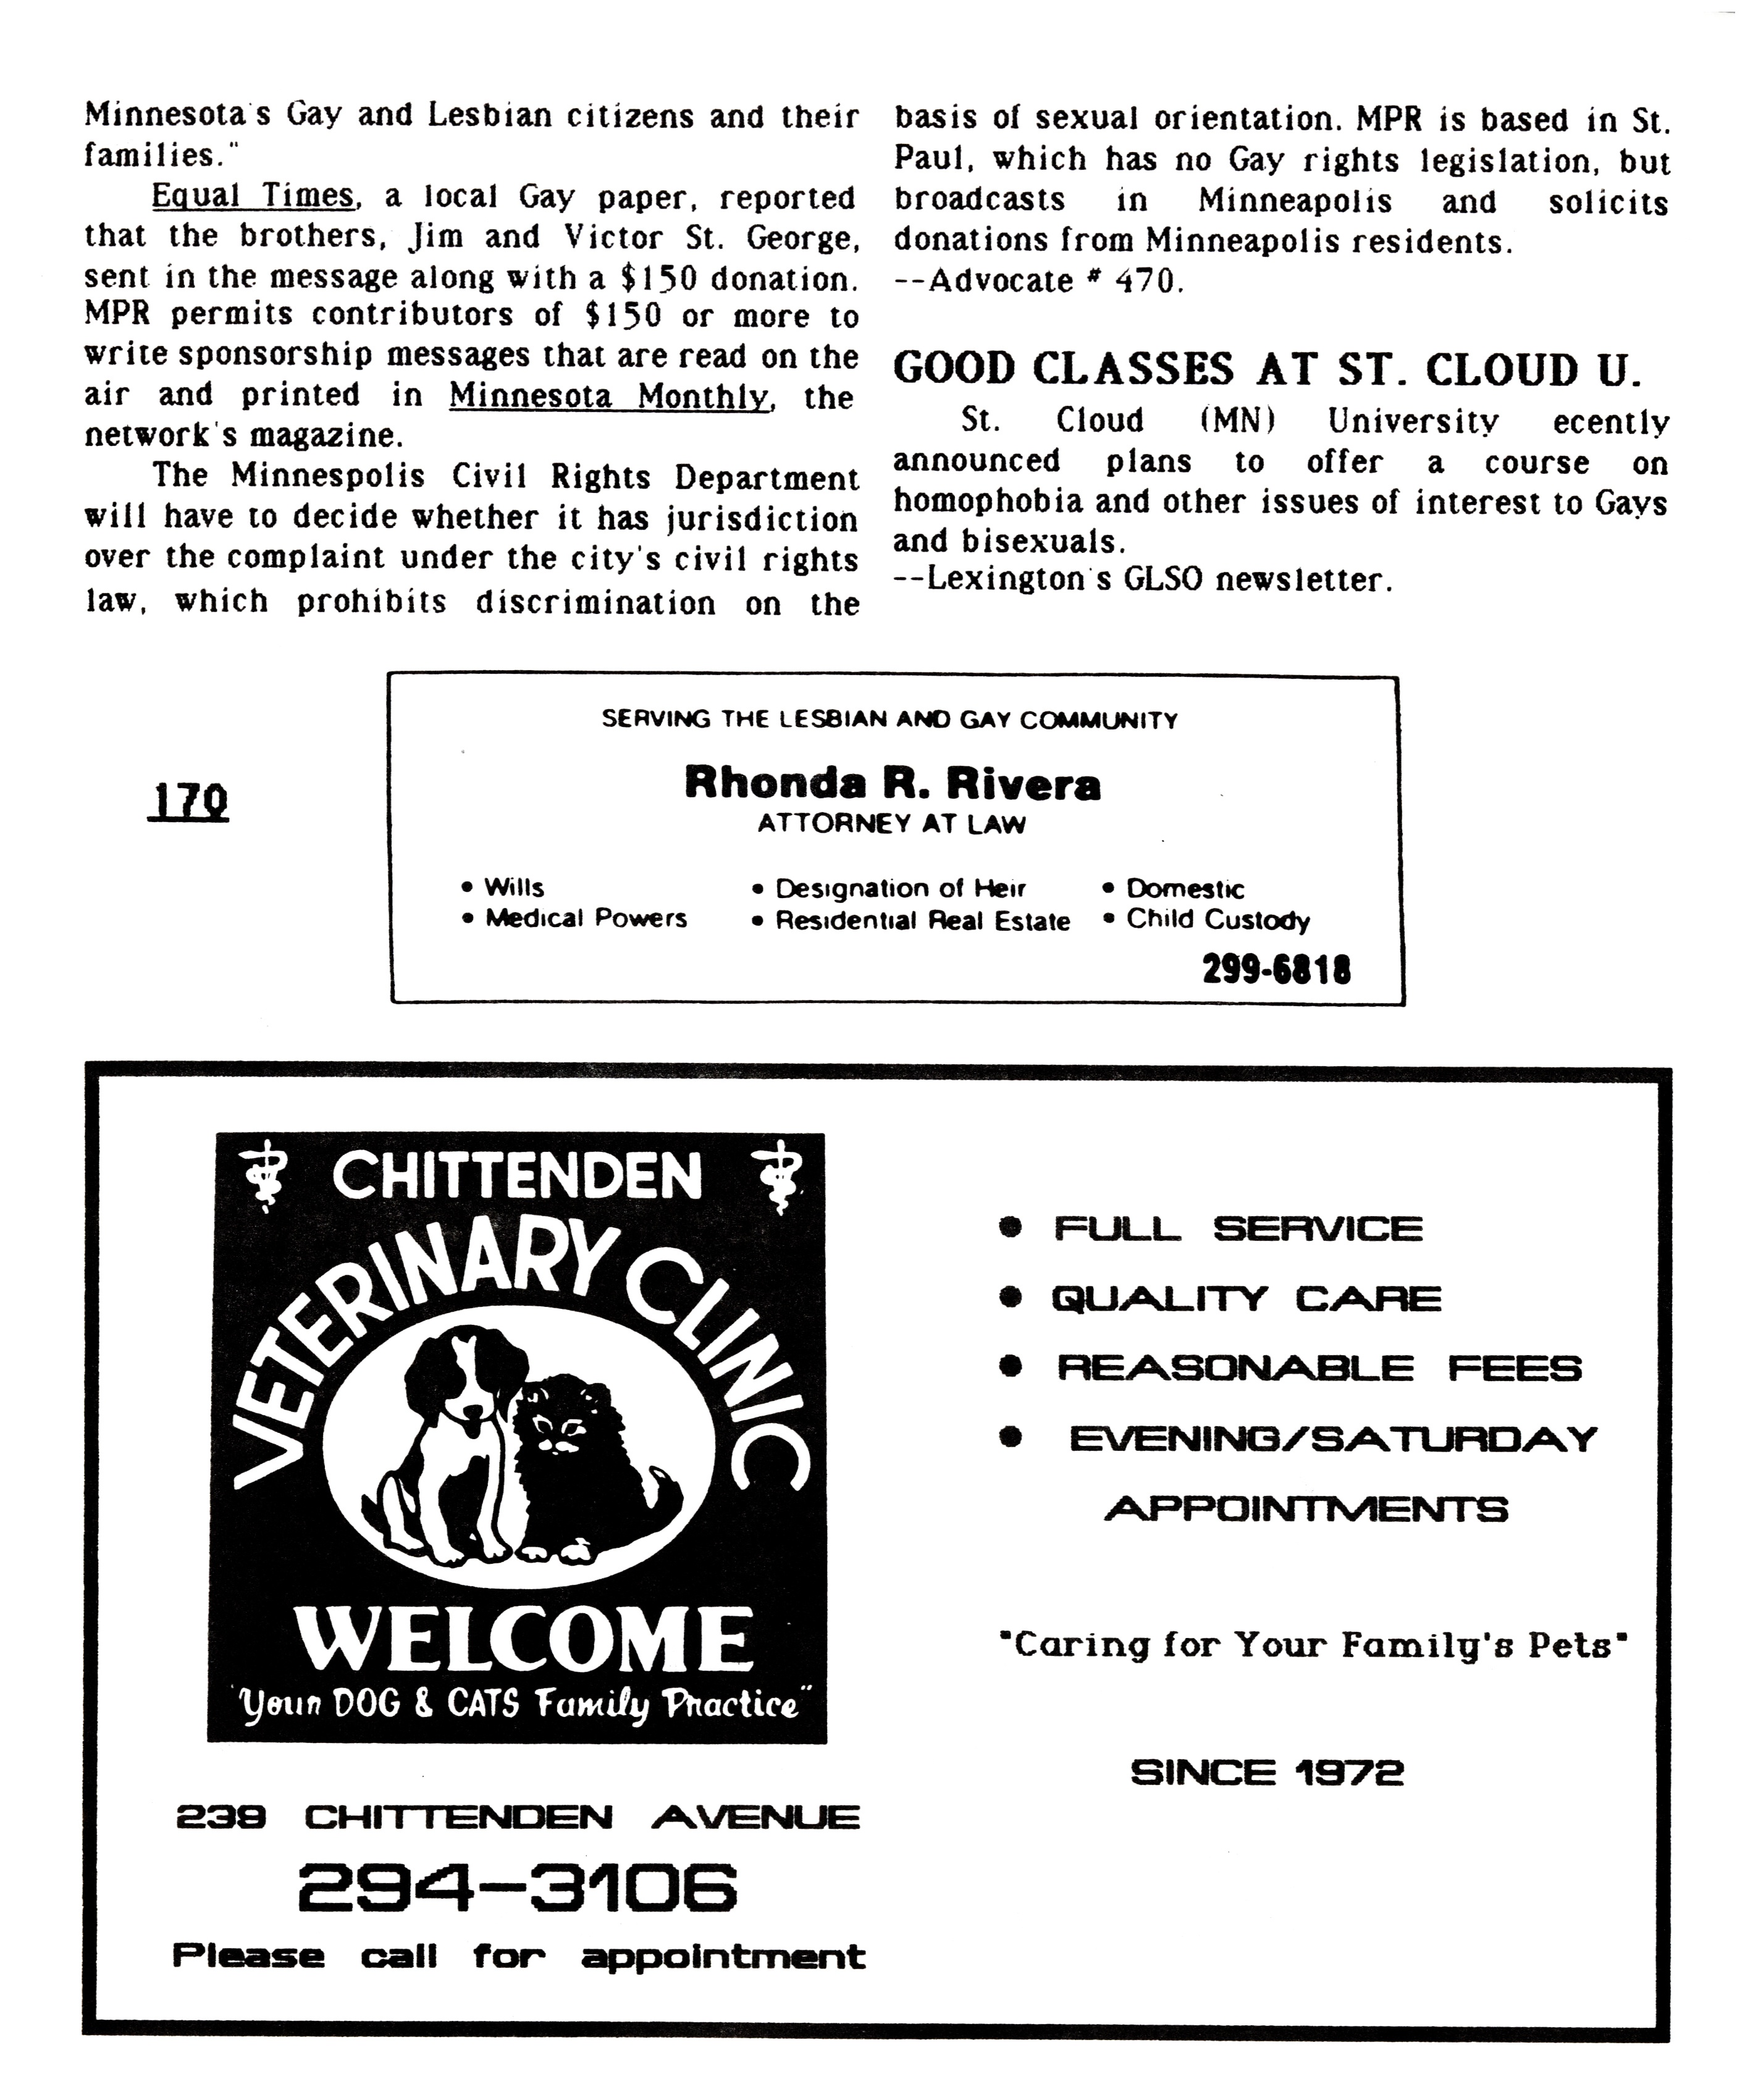 Minnesota's Gay and Lesbian citizens and their
families."
Equal Times, a local Gay paper, reported
that the brothers, Jim and Victor St. George,
sent in the message along with a $150 donation.
MPR permits contributors of $150 or more to
write sponsorship messages that are read on the
air and printed in Minnesota Monthly, the
network's magazine.
The Minnespolis Civil Rights Department
will have to decide whether it has jurisdiction
over the complaint under the city's civil rights
law, which prohibits discrimination on the
basis of sexual orientation. MPR is based in St.
Paul, which has no Gay rights legislation, but
broadcasts in Minneapolis and solicits
donations from Minneapolis residents.
--Advocate # 470.
GOOD CLASSES AT ST. CLOUD U.
St. Cloud (MN) University ecently
announced plans to offer a course on
homophobia and other issues of interest to Gays
and bisexuals.
--Lexington's GLSO newsletter.
170
SERVING THE LESBIAN AND GAY COMMUNITY
Rhonda R. Rivera
ATTORNEY AT LAW
• Wills
• Medical Powers
• Designation of Heir
• Residential Real Estate
• Domestic
• Child Custody
299-6818
CHITTENDEN
VETERINARY CLINIC
WELCOME
"Your DOG & CATS Family Practice"
239 CHITTENDEN AVENUE
294-3106
Please call for appointment
• FULL SERVICE
• QUALITY CARE
• REASONABLE FEES
• EVENING/SATURDAY
APPOINTMENTS
"Caring for Your Family's Pets"
SINCE 1972